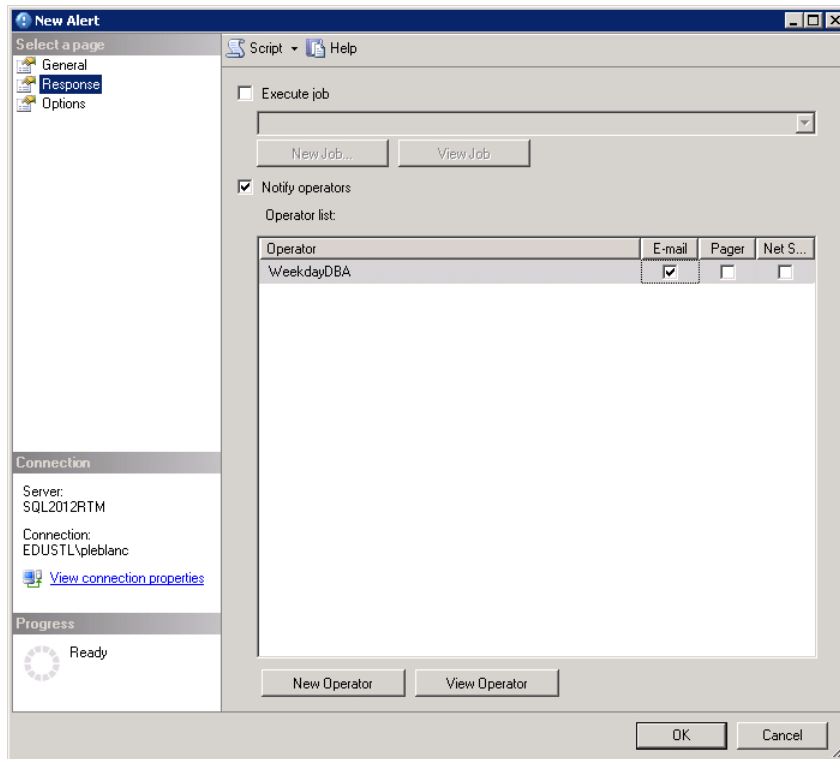 New Alert
Select a page
General
Response
Options
Script Help
Execute job
New Job... View Job
Notify operators
Operator list:
Operator E-mail Pager Net S...
WeekdayDBA
Connection
Server:
SQL2012RTM
Connection:
EDUSTL\pleblanc
View connection properties
Progress
Ready
New Operator View Operator
OK Cancel